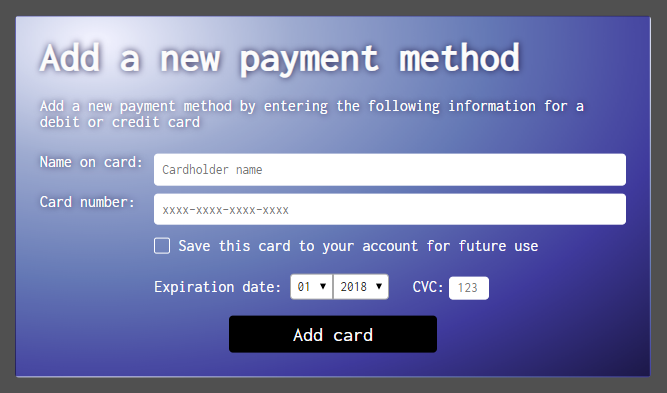 Add a new payment method
Add a new payment method by entering the following information for a
debit or credit card
Name on card: Cardholder name
Card number: xxxx-xxxx-xxxx-xxxx
Save this card to your account for future use
Expiration date: 01 ▼ 2018 ▼ CVC: 123
Add card